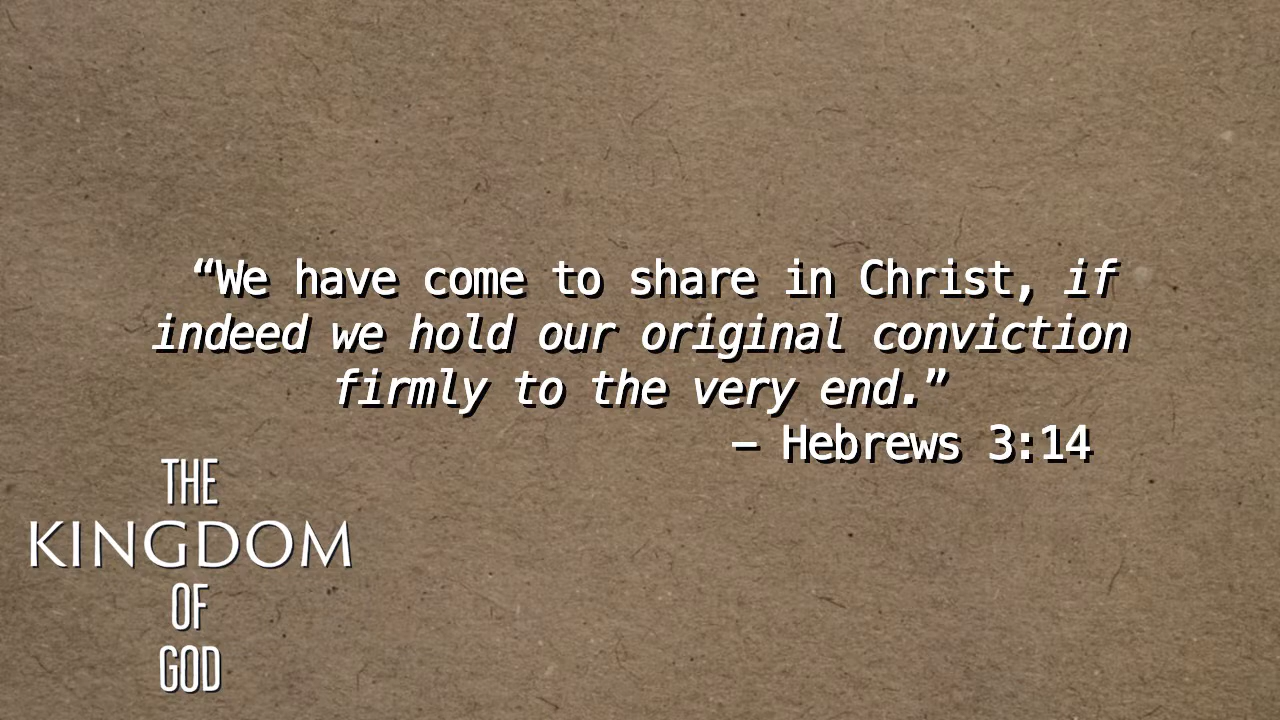 “We have come to share in Christ, if
indeed we hold our original conviction
firmly to the very end.”
– Hebrews 3:14
THE
KINGDOM
OF
GOD